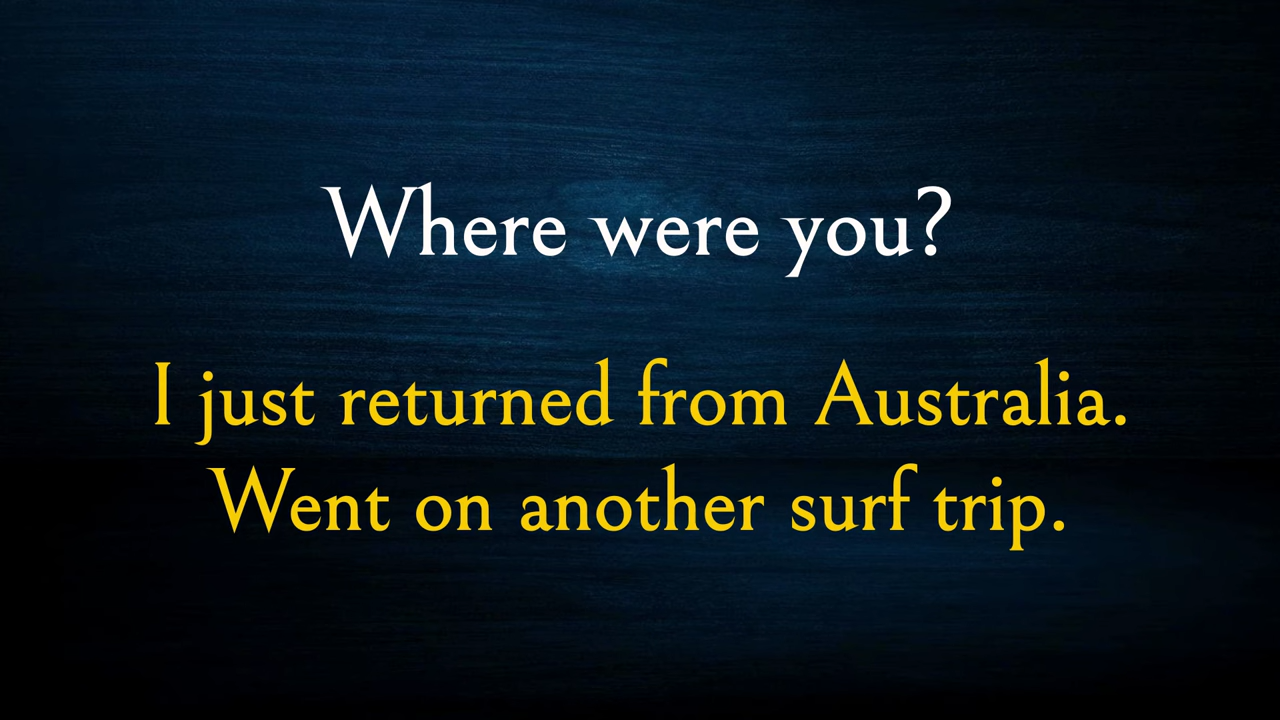 Where were you?
I just returned from Australia.
Went on another surf trip.